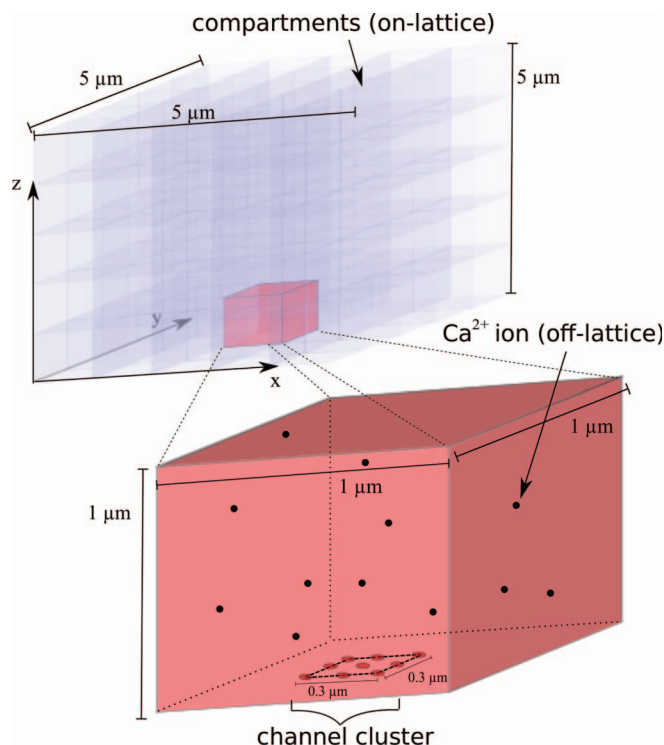 compartments (on-lattice)
5 µm
5 µm
5 µm
z
y
x
Ca²⁺ ion (off-lattice)
1 µm
1 µm
1 µm
0.3 µm
0.3 µm
channel cluster